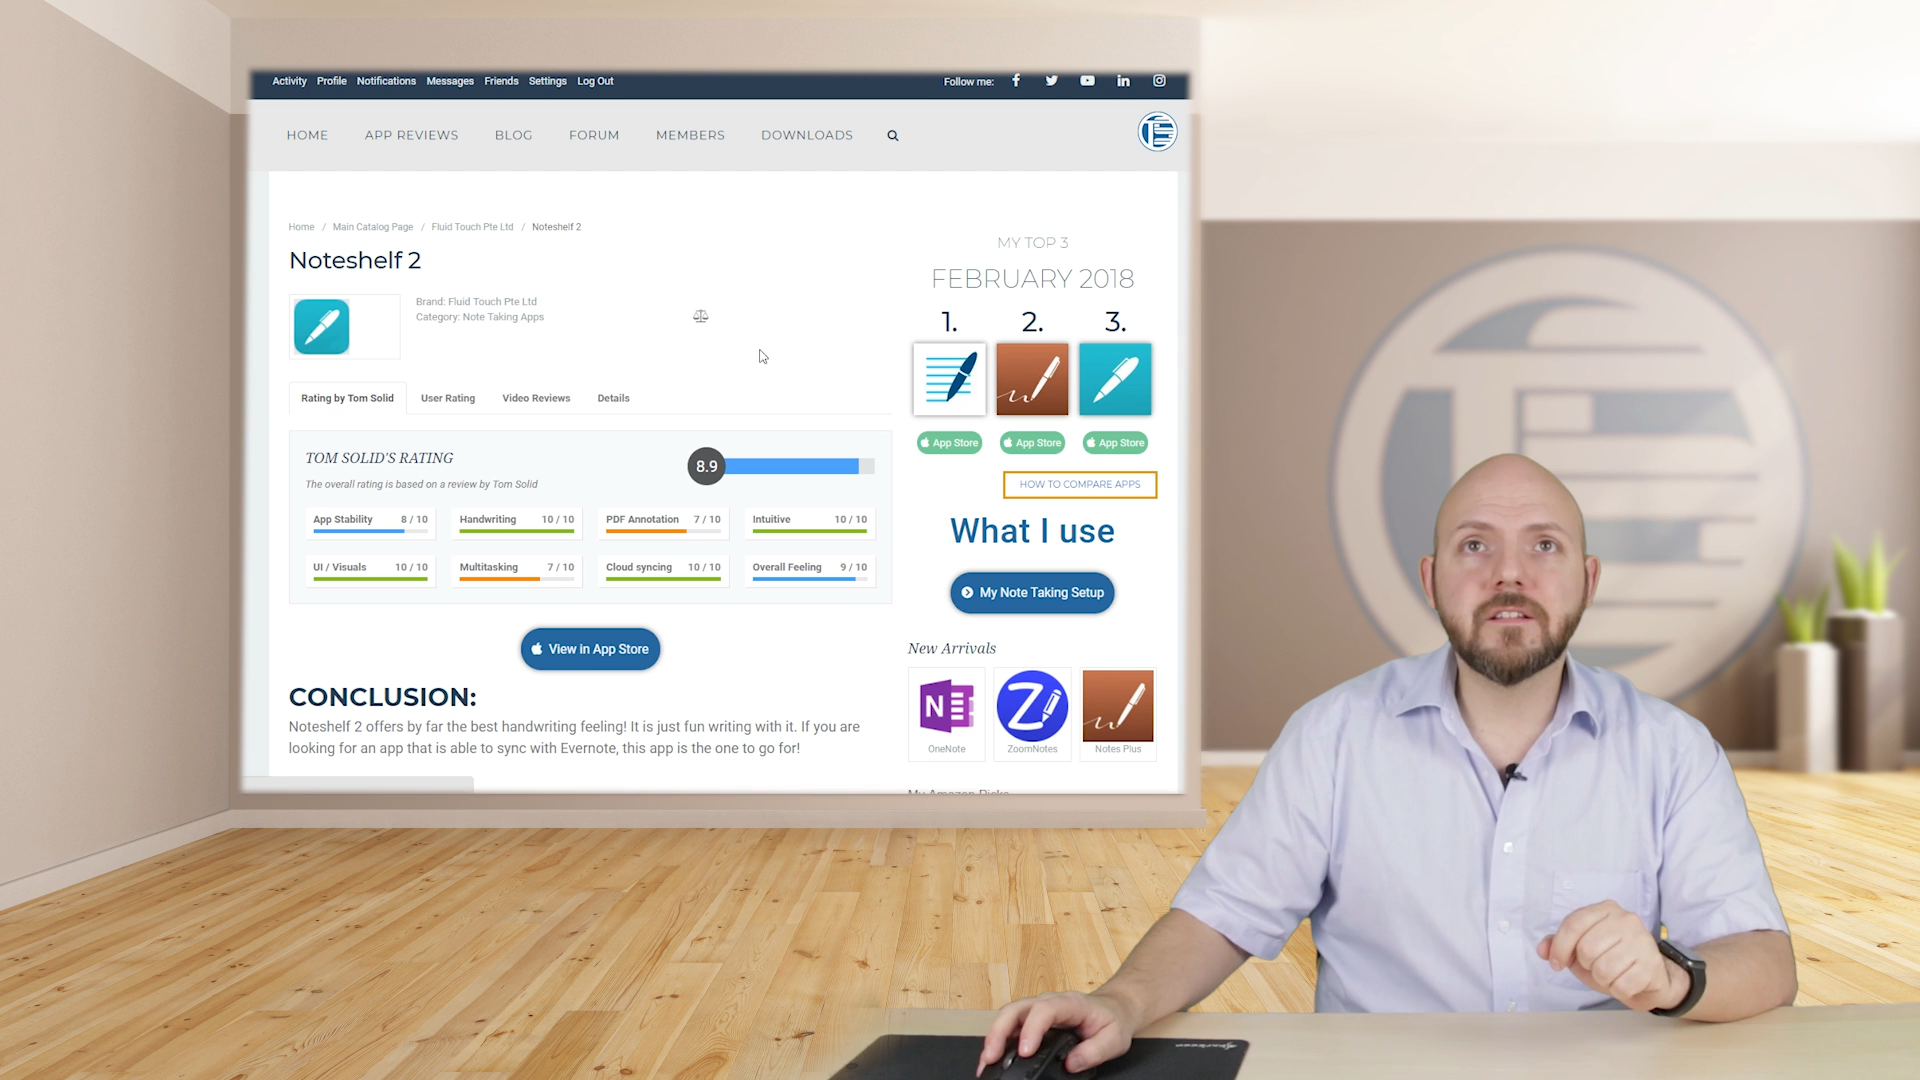 Activity Profile Notifications Messages Friends Settings Log Out
Follow me:
HOME APP REVIEWS BLOG FORUM MEMBERS DOWNLOADS
Home / Main Catalog Page / Fluid Touch Pte Ltd / Noteshelf 2
Noteshelf 2
Brand: Fluid Touch Pte Ltd
Category: Note Taking Apps
Rating by Tom Solid User Rating Video Reviews Details
TOM SOLID'S RATING
8.9
The overall rating is based on a review by Tom Solid
App Stability 8 / 10 Handwriting 10 / 10 PDF Annotation 7 / 10 Intuitive 10 / 10
UI / Visuals 10 / 10 Multitasking 7 / 10 Cloud syncing 10 / 10 Overall Feeling 9 / 10
View in App Store
CONCLUSION:
Noteshelf 2 offers by far the best handwriting feeling! It is just fun writing with it. If you are
looking for an app that is able to sync with Evernote, this app is the one to go for!
MY TOP 3
FEBRUARY 2018
1. 2. 3.
App Store App Store App Store
HOW TO COMPARE APPS
What I use
My Note Taking Setup
New Arrivals
OneNote ZoomNotes Notes Plus
My Amazon Picks